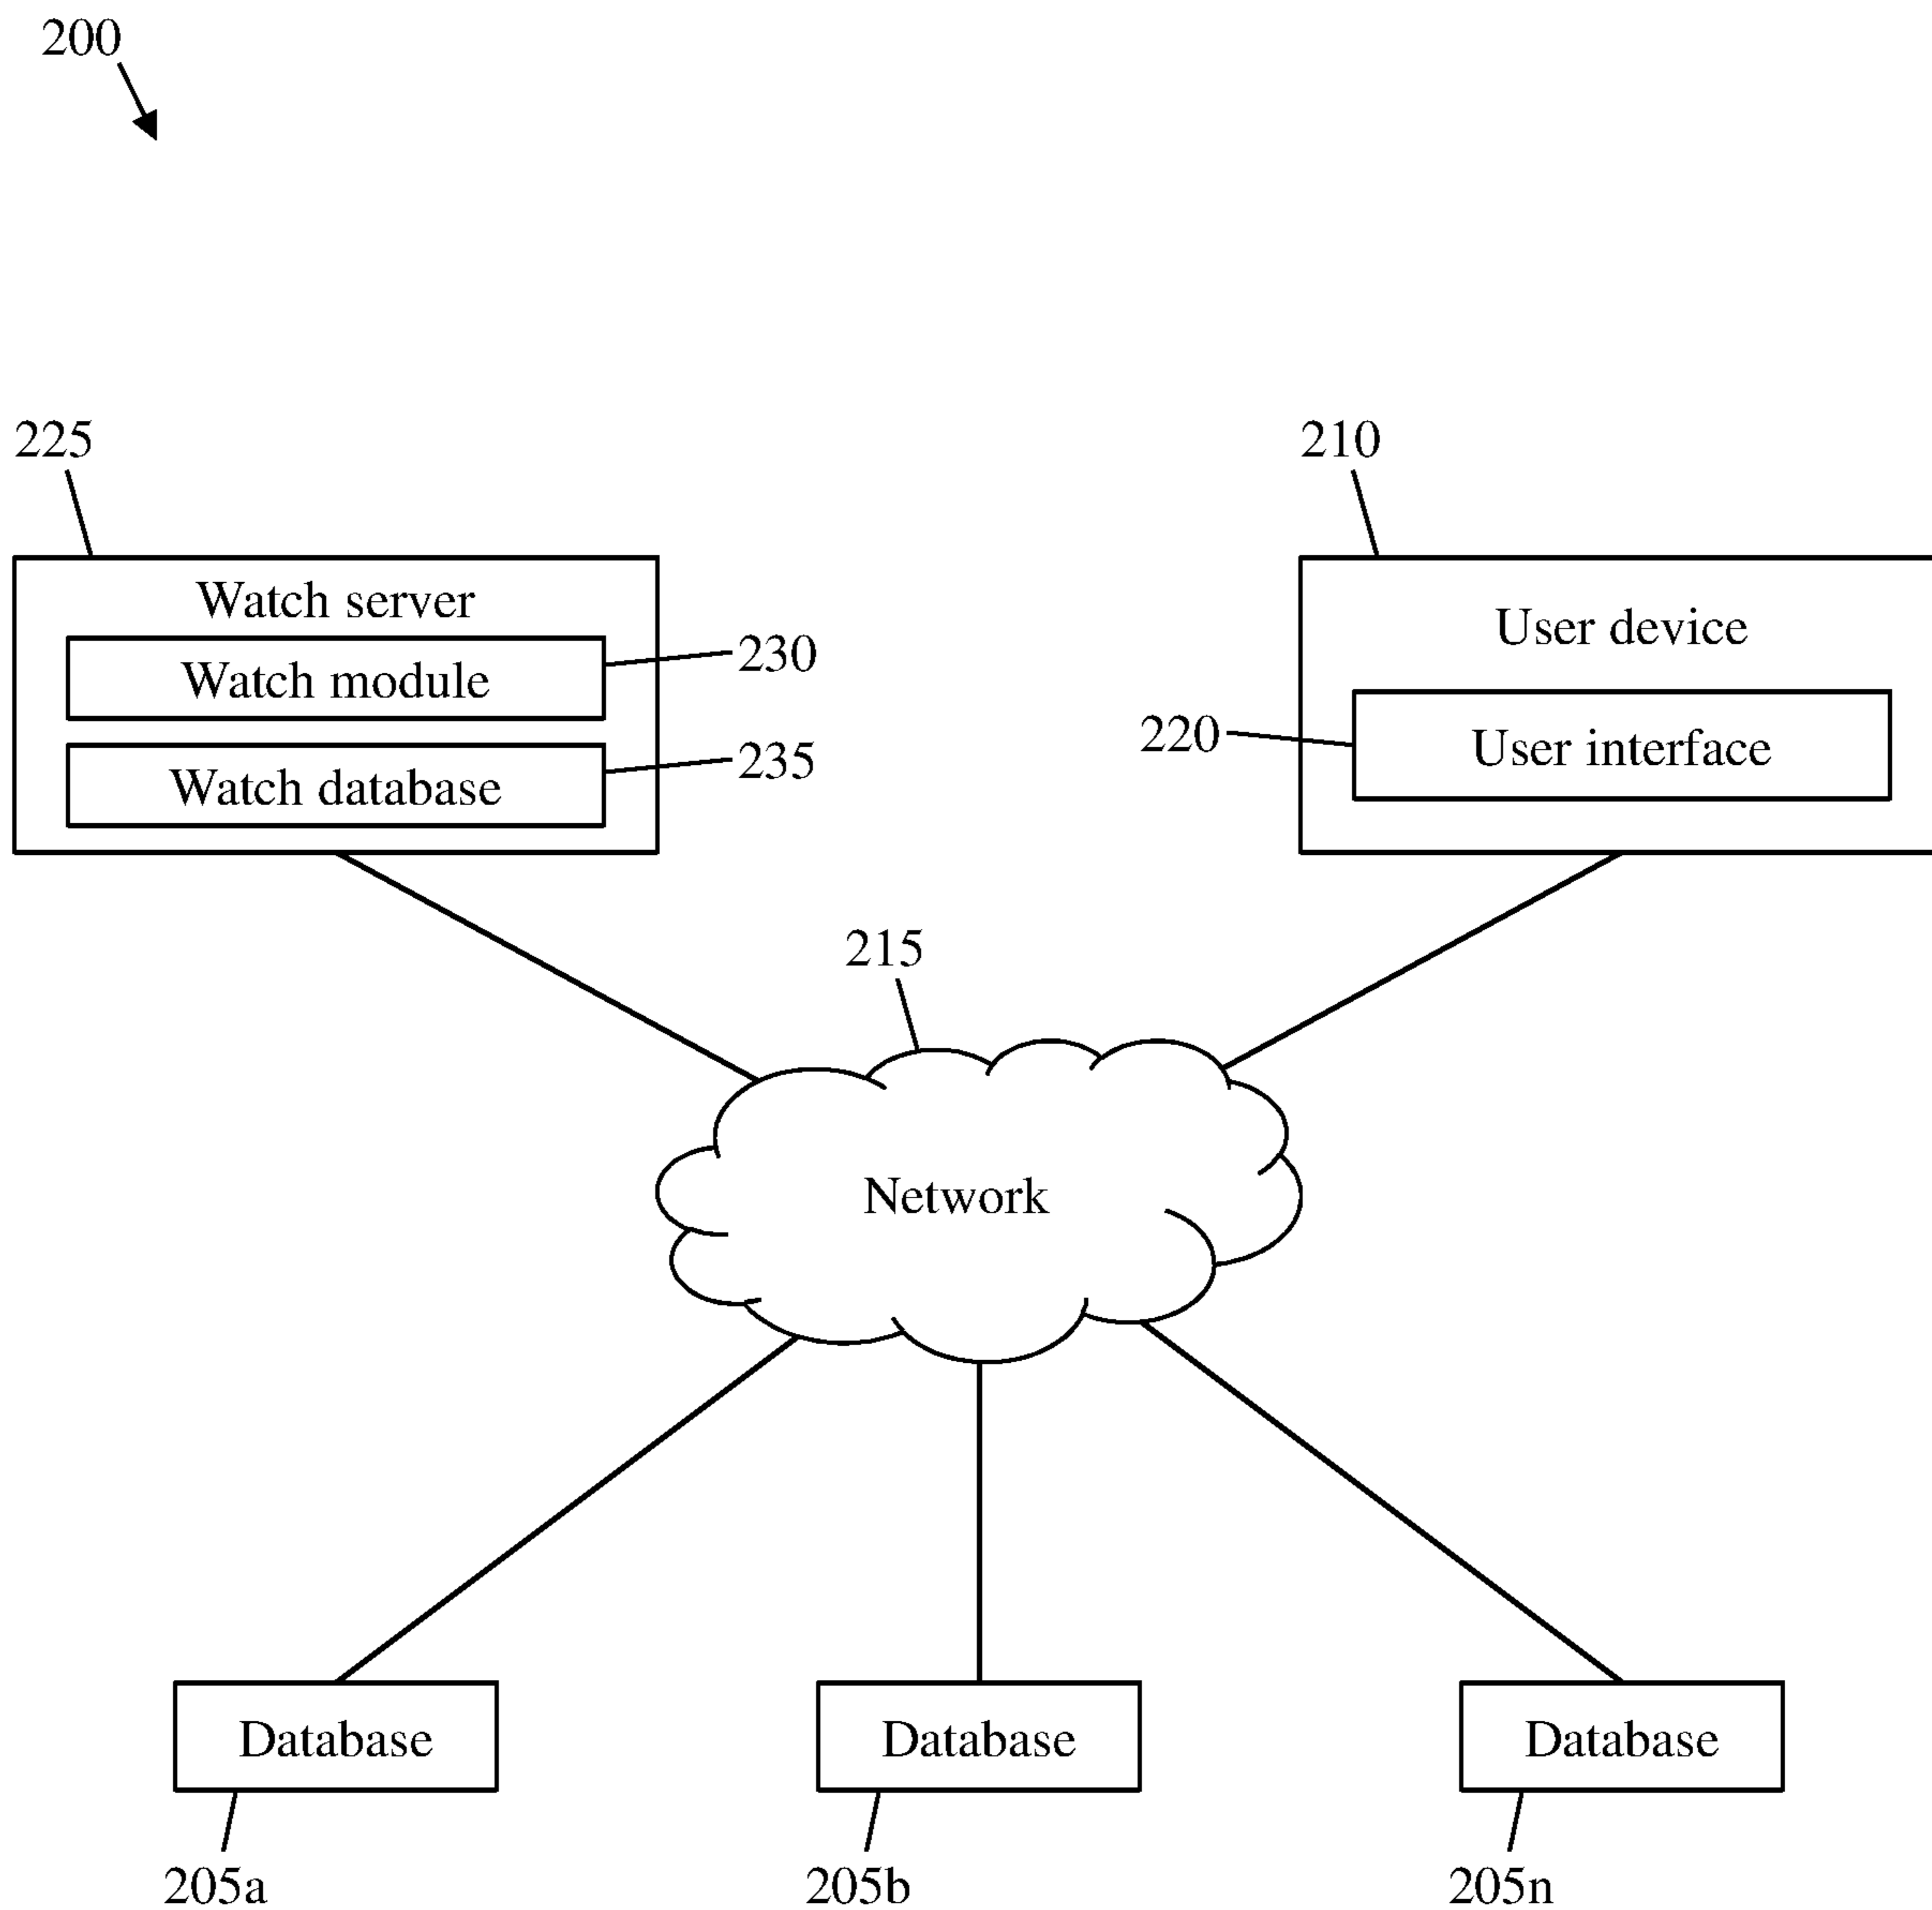 200
225
210
Watch server
Watch module
230
Watch database
235
User device
220
User interface
215
Network
Database
Database
Database
205a
205b
205n